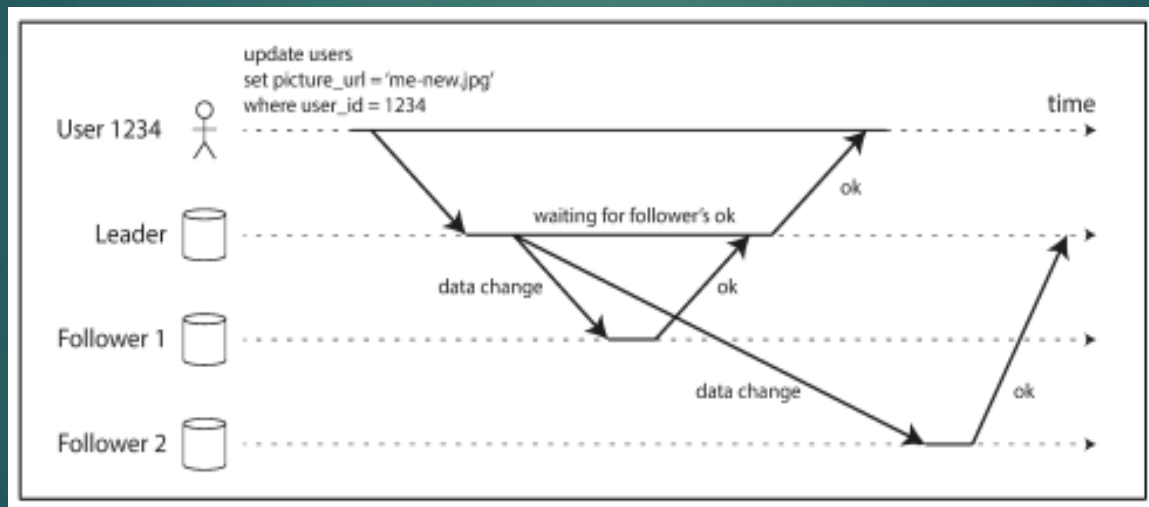 update users
set picture_url = ‘me-new.jpg’
where user_id = 1234
time
User 1234
ok
waiting for follower’s ok
Leader
data change
ok
Follower 1
data change
ok
Follower 2